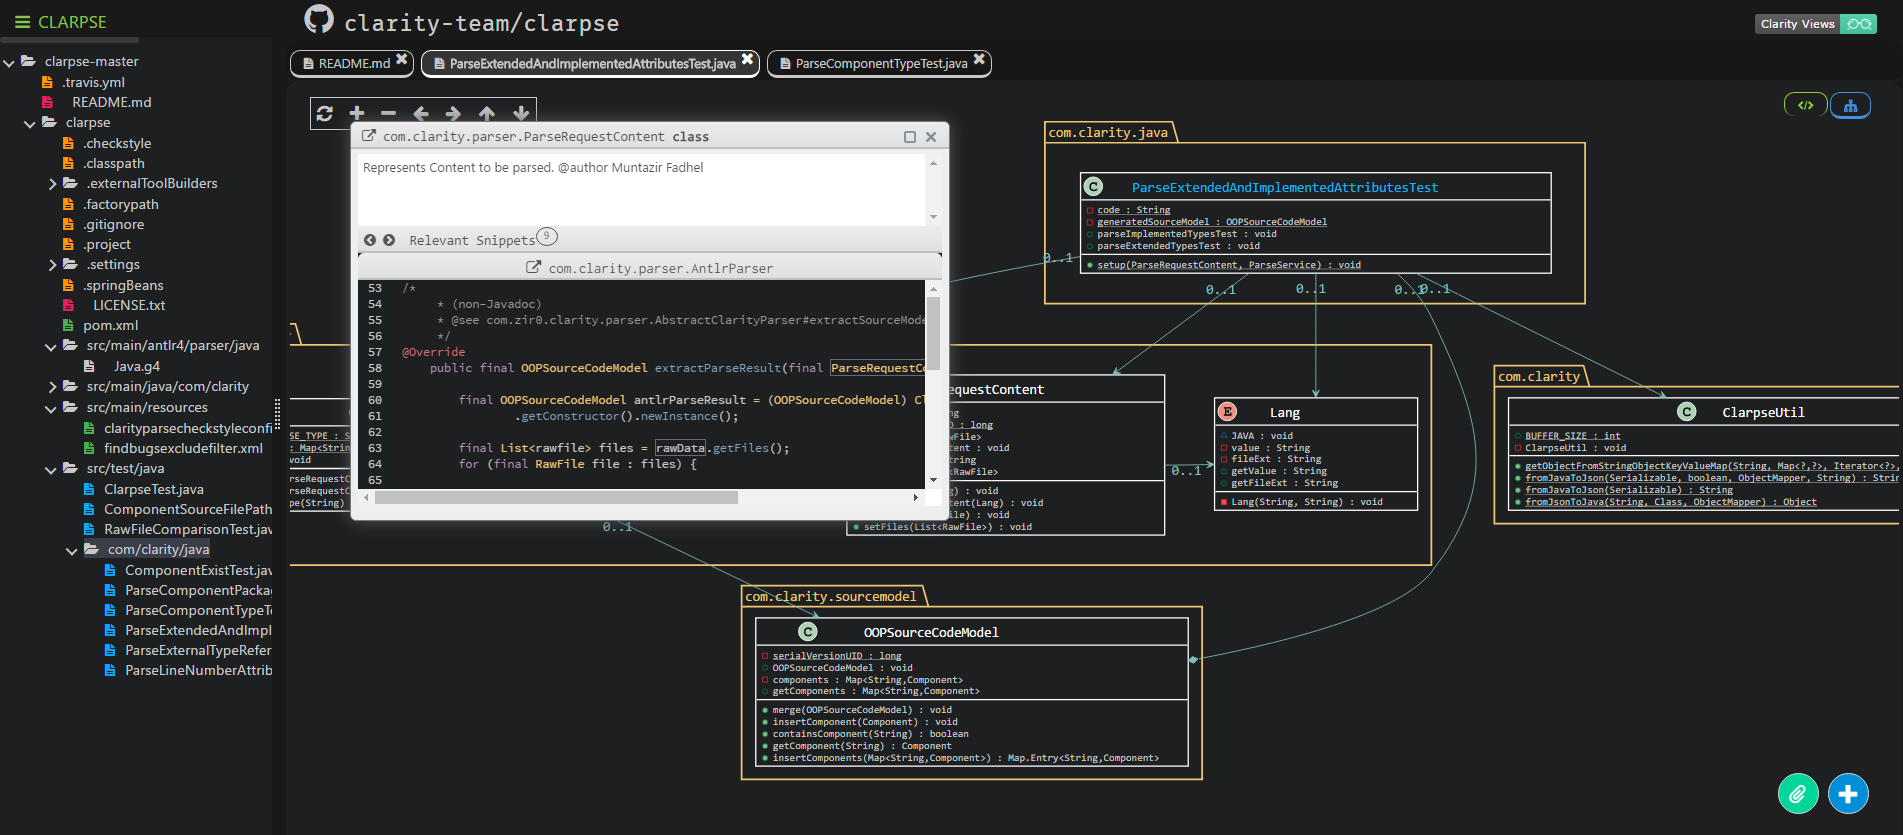 CLARPSE
clarity-team/clarpse
Clarity Views
README.md
ParseExtendedAndImplementedAttributesTest.java
ParseComponentTypeTest.java
clarpse-master
.travis.yml
README.md
clarpse
.checkstyle
.classpath
.externalToolBuilders
.factorypath
.gitignore
.project
.settings
.springBeans
LICENSE.txt
pom.xml
src/main/antlr4/parser/java
Java.g4
src/main/java/com/clarity
src/main/resources
clarityparsecheckstyleconfi
findbugsexcludefilter.xml
src/test/java
ClarpseTest.java
ComponentSourceFilePath
RawFileComparisonTest.jav
com/clarity/java
ComponentExistTest.jav
ParseComponentPacka
ParseComponentTypeT
ParseExtendedAndImpl
ParseExternalTypeRefer
ParseLineNumberAttrib
com.clarity.parser.ParseRequestContent class
Represents Content to be parsed. @author Muntazir Fadhel
Relevant Snippets 9
com.clarity.parser.AntlrParser
53 /*
54 * (non-Javadoc)
55 * @see com.zir0.clarity.parser.AbstractClarityParser#extractSourceMode
56 */
57 @Override
58 public final OOPSourceCodeModel extractParseResult(final ParseRequestCo
59
60 final OOPSourceCodeModel antlrParseResult = (OOPSourceCodeModel) Cl
61 .getConstructor().newInstance();
62
63 final List<rawfile> files = rawData.getFiles();
64 for (final RawFile file : files) {
65
com.clarity.java
C ParseExtendedAndImplementedAttributesTest
code : String
generatedSourceModel : OOPSourceCodeModel
parseImplementedTypesTest : void
parseExtendedTypesTest : void
setup(ParseRequestContent, ParseService) : void
0..1
0..1
0..1
0..1
0..1
SE_TYPE : S
: Map<Strin
void
arseRequestCo
arseRequestCo
pe(String)
equestContent
ng
D : long
wFile>
tent : void
tring
<RawFile>
g) : void
tent(Lang) : void
ile) : void
setFiles(List<RawFile>) : void
0..1
E Lang
JAVA : void
value : String
fileExt : String
getValue : String
getFileExt : String
Lang(String, String) : void
com.clarity
C ClarpseUtil
BUFFER_SIZE : int
ClarpseUtil : void
getObjectFromStringObjectKeyValueMap(String, Map<?,?>, Iterator<?>,
fromJavaToJson(Serializable, boolean, ObjectMapper, String) : Strin
fromJavaToJson(Serializable) : String
fromJsonToJava(String, Class, ObjectMapper) : Object
0..1
com.clarity.sourcemodel
C OOPSourceCodeModel
serialVersionUID : long
OOPSourceCodeModel : void
components : Map<String,Component>
getComponents : Map<String,Component>
merge(OOPSourceCodeModel) : void
insertComponent(Component) : void
containsComponent(String) : boolean
getComponent(String) : Component
insertComponents(Map<String,Component>) : Map.Entry<String,Component>